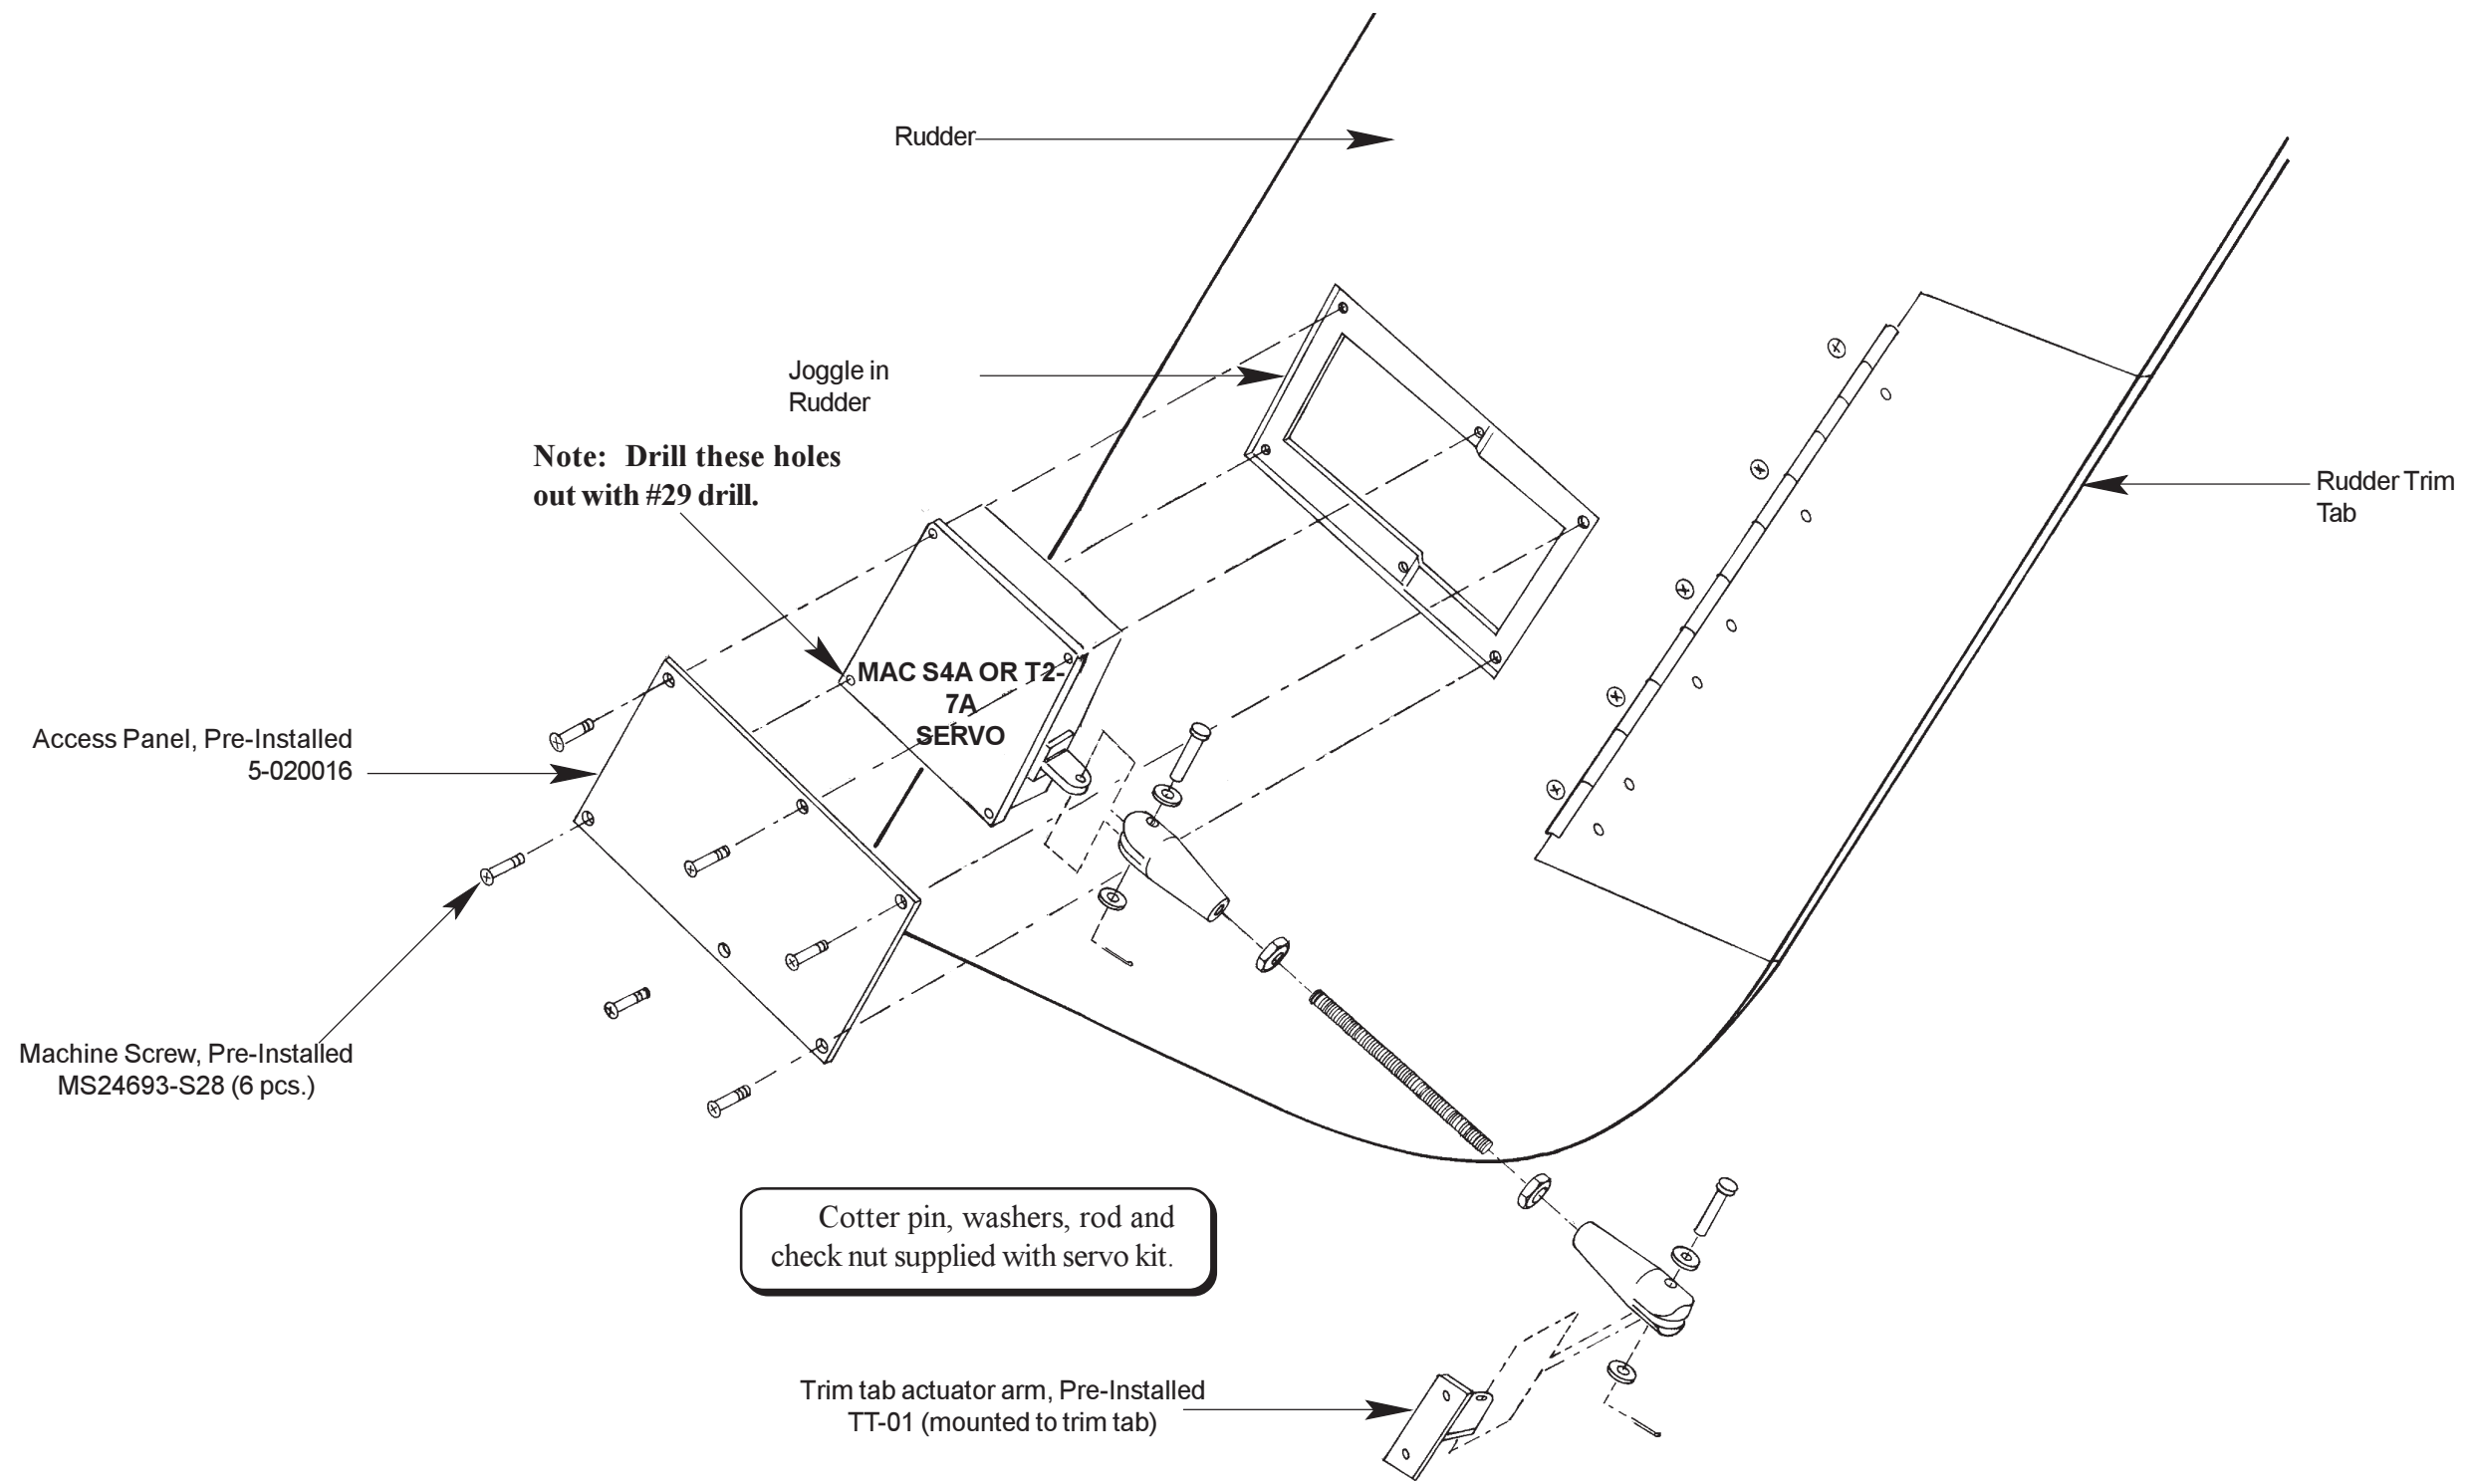 Rudder
Joggle in
Rudder
Note: Drill these holes
out with #29 drill.
Rudder Trim
Tab
MAC S4A OR T2-
7A
SERVO
Access Panel, Pre-Installed
5-020016
Machine Screw, Pre-Installed
MS24693-S28 (6 pcs.)
Cotter pin, washers, rod and
check nut supplied with servo kit.
Trim tab actuator arm, Pre-Installed
TT-01 (mounted to trim tab)